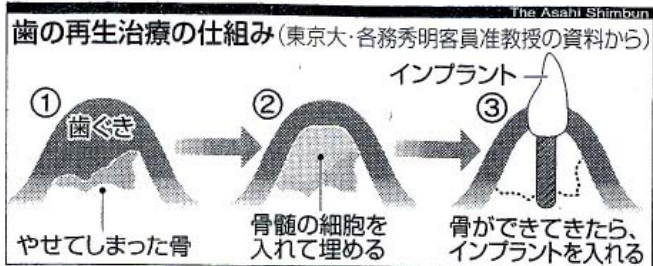 The Asahi Shimbun
歯の再生治療の仕組み(東京大・各務秀明客員准教授の資料から)
インプラント
①
②
③
歯ぐき
やせてしまった骨
骨髄の細胞を
入れて埋める
骨ができてきたら、
インプラントを入れる